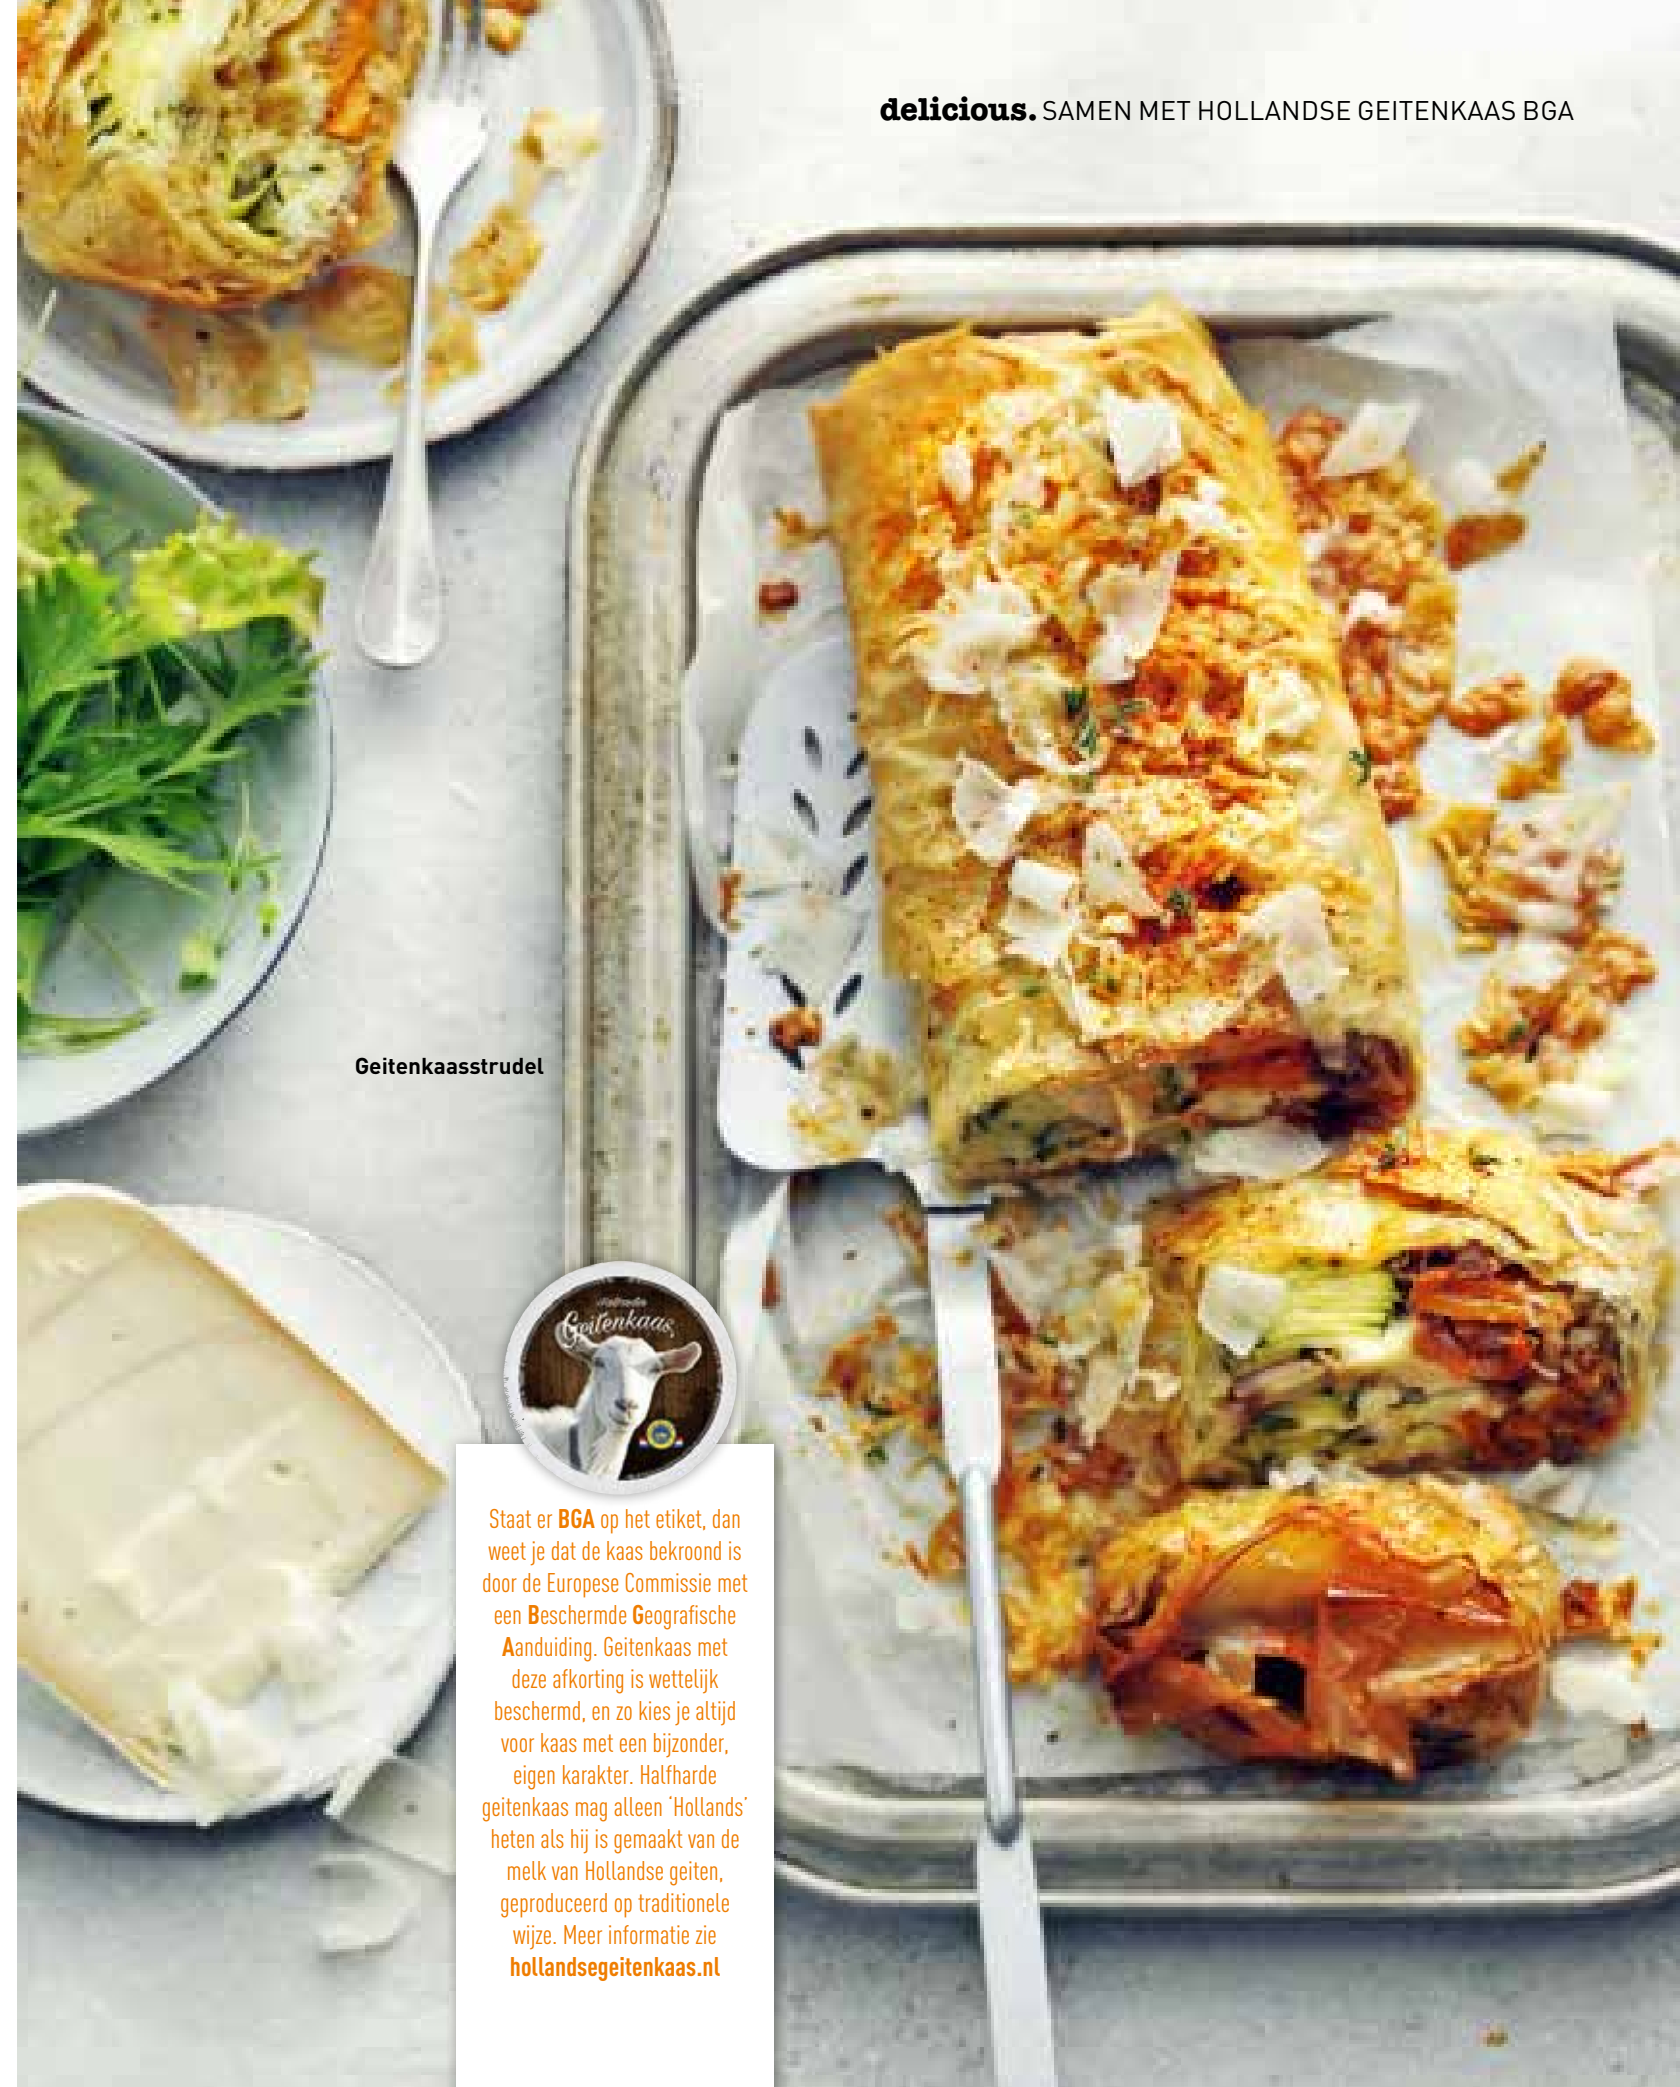 delicious. SAMEN MET HOLLANDSE GEITENKAAS BGA
Geitenkaasstrudel
Geitenkaas
Staat er BGA op het etiket, dan
weet je dat de kaas bekroond is
door de Europese Commissie met
een Beschermde Geografische
Aanduiding. Geitenkaas met
deze afkorting is wettelijk
beschermd, en zo kies je altijd
voor kaas met een bijzonder,
eigen karakter. Halfharde
geitenkaas mag alleen ‘Hollands’
heten als hij is gemaakt van de
melk van Hollandse geiten,
geproduceerd op traditionele
wijze. Meer informatie zie
hollandsegeitenkaas.nl